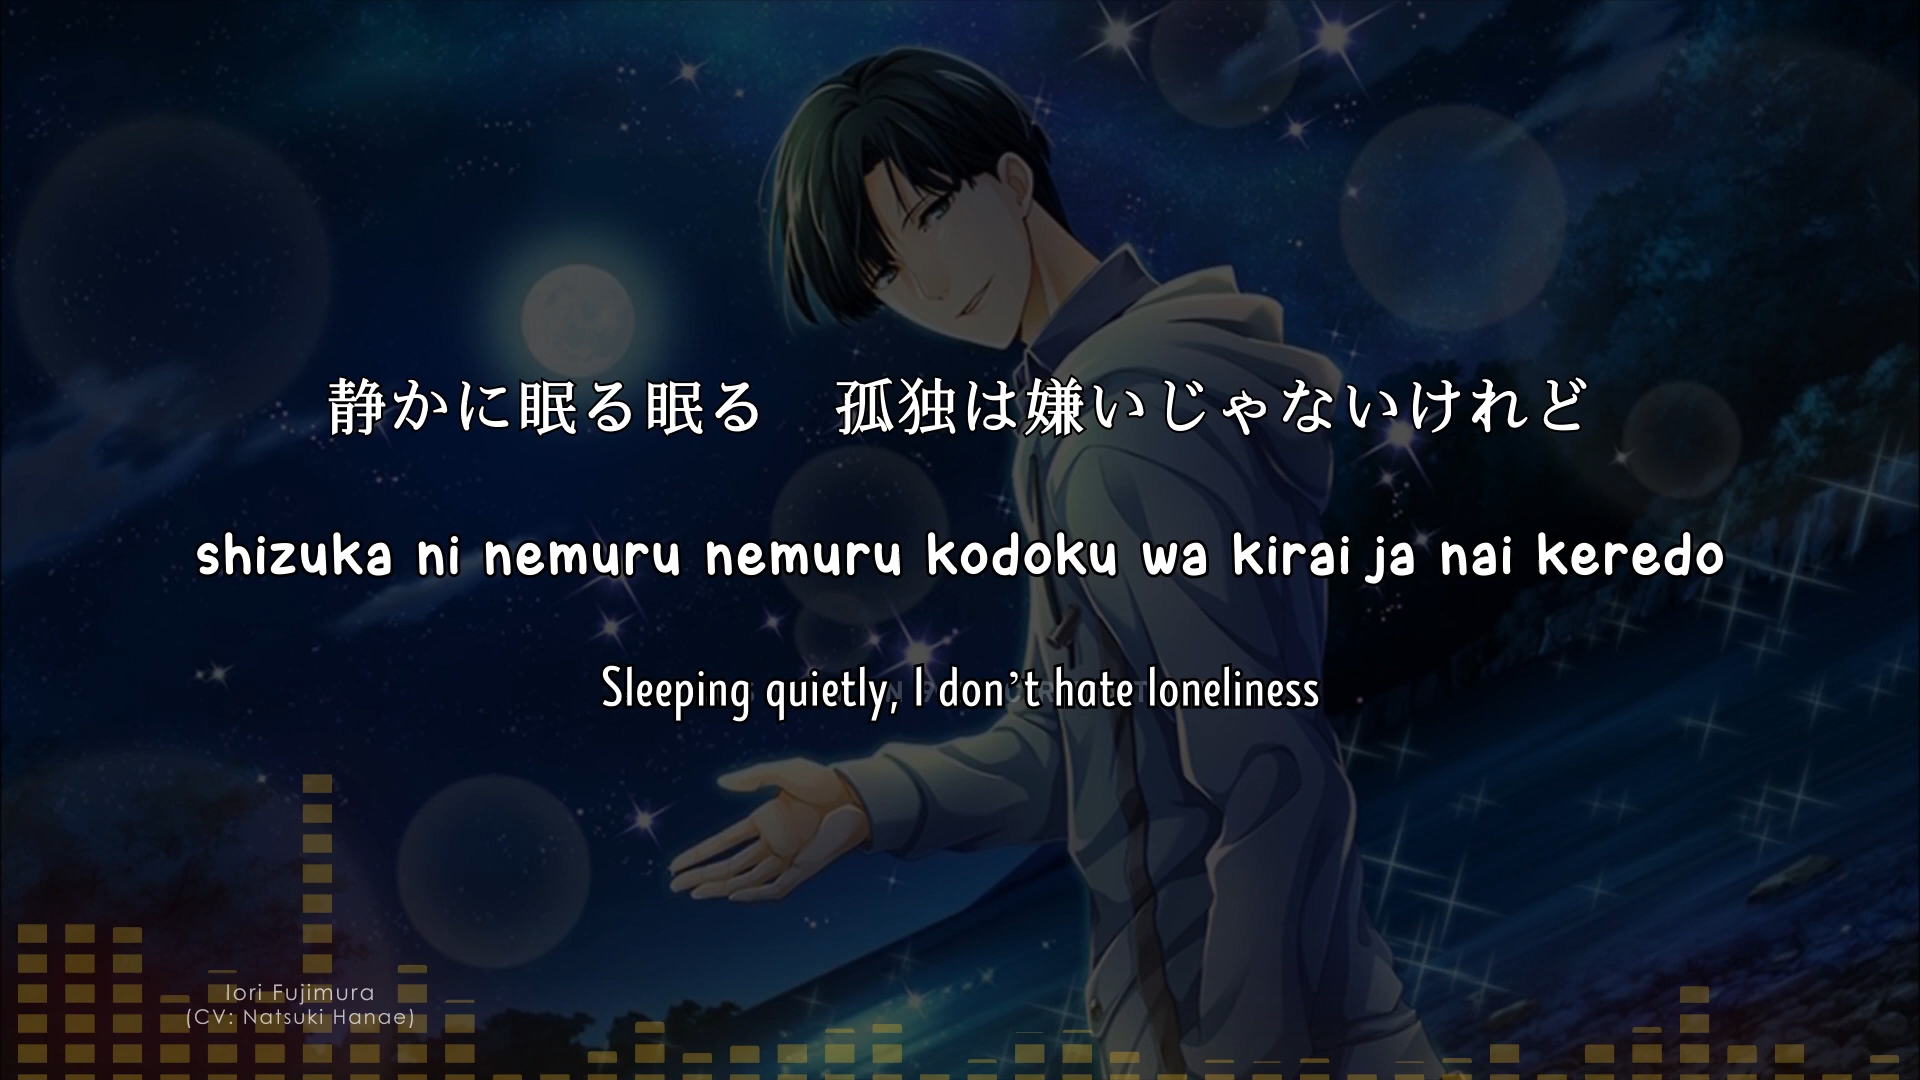 静かに眠る眠る　孤独は嫌いじゃないけれど
shizuka ni nemuru nemuru kodoku wa kirai ja nai keredo
Sleeping quietly, I don’t hate loneliness
Iori Fujimura
(CV: Natsuki Hanae)